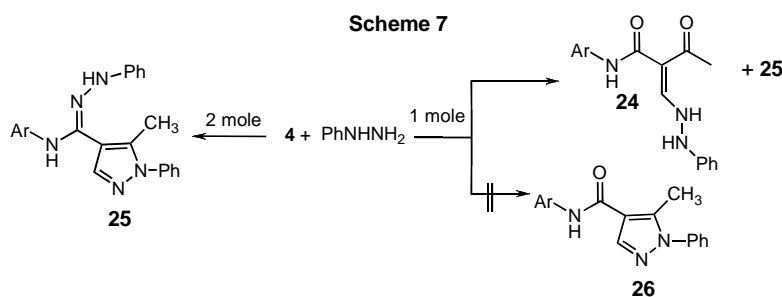 Scheme 7
O O
Ar N H
24
NH
HN Ph
+ 25
HN Ph
N
Ar N H
CH3
N N Ph
25
2 mole
4 + PhNHNH2
1 mole
O
Ar N H
CH3
N N Ph
26